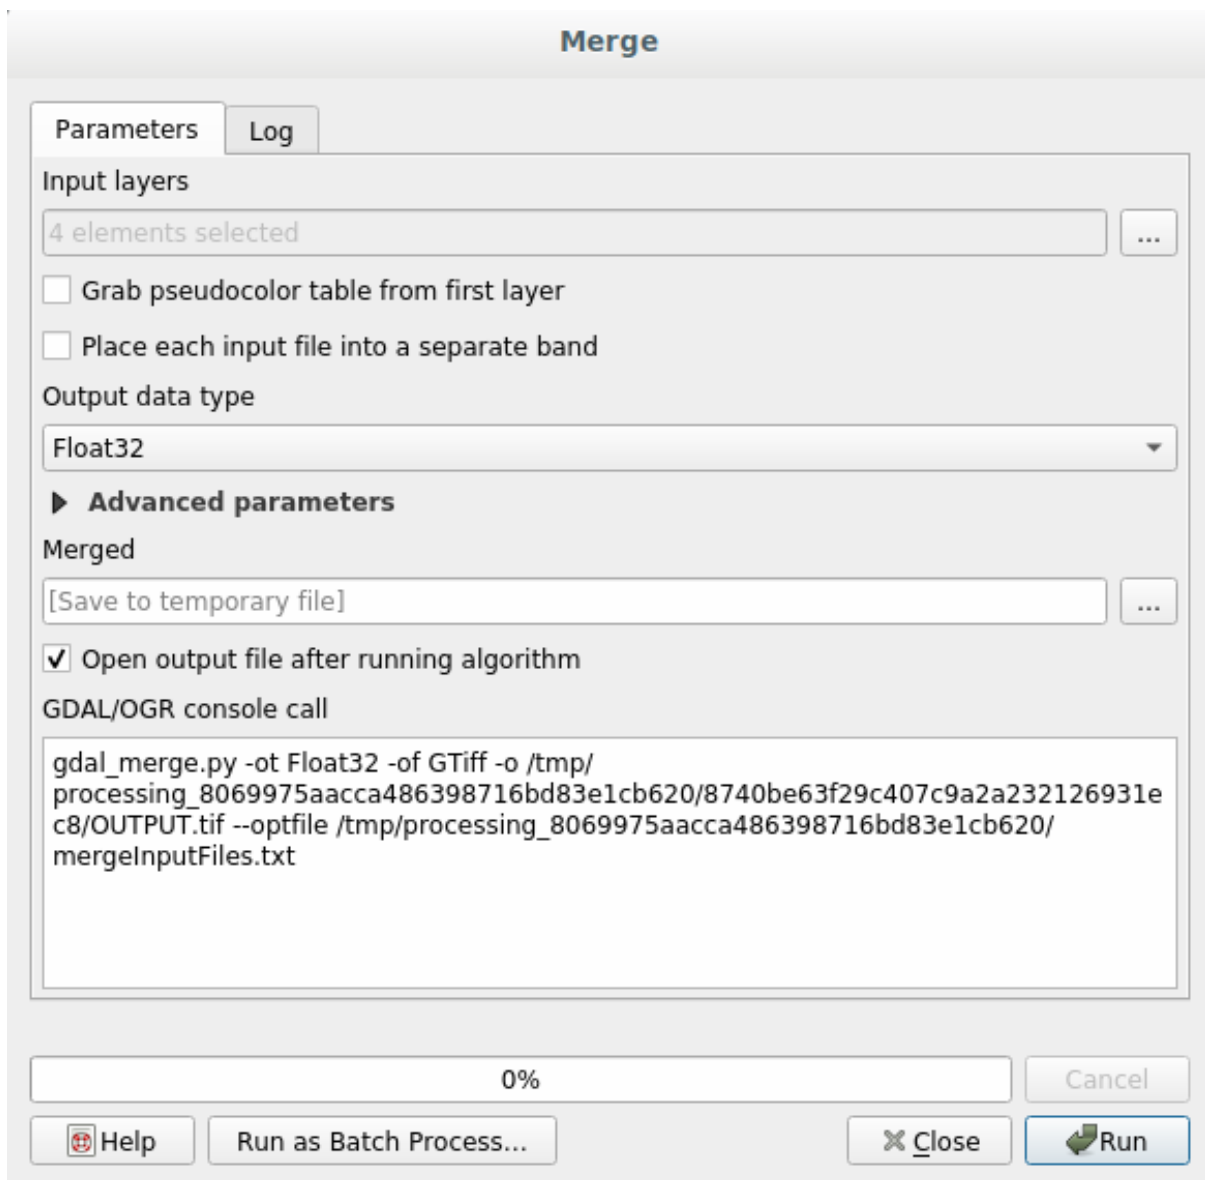 Merge
Parameters
Log
Input layers
4 elements selected
...
Grab pseudocolor table from first layer
Place each input file into a separate band
Output data type
Float32
Advanced parameters
Merged
[Save to temporary file]
...
Open output file after running algorithm
GDAL/OGR console call
gdal_merge.py -ot Float32 -of GTiff -o /tmp/
processing_8069975aacca486398716bd83e1cb620/8740be63f29c407c9a2a232126931e
c8/OUTPUT.tif --optfile /tmp/processing_8069975aacca486398716bd83e1cb620/
mergeInputFiles.txt
0%
Cancel
Help
Run as Batch Process...
Close
Run